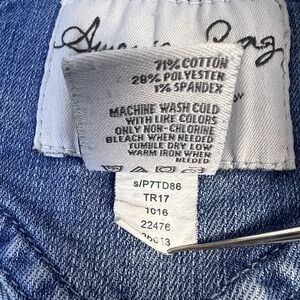 71% COTTON
28% POLYESTER
1% SPANDEX
MACHINE WASH COLD
WITH LIKE COLORS
ONLY NON-CHLORINE
BLEACH WHEN NEEDED
TUMBLE DRY LOW
WARM IRON WHEN
NEEDED
S/P7TD86
TR17
1016
22476